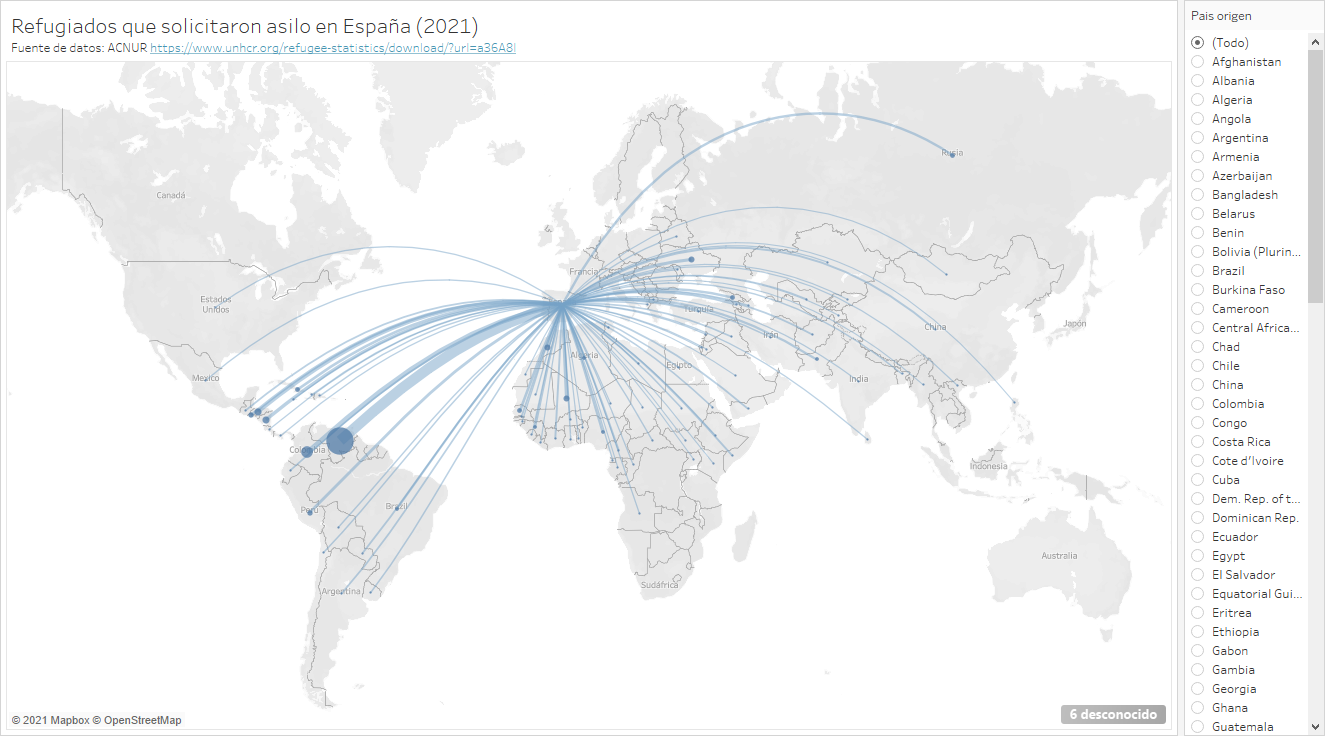 Refugiados que solicitaron asilo en España (2021)
Fuente de datos: ACNUR https://www.unhcr.org/refugee-statistics/download/?url=a36A8I
Rusia
Canadá
Francia
Estados
Unidos
Turquía
China
Japón
Argelia
Irán
Egipto
México
India
Colombia
Indonesia
Perú
Brazil
Australia
Sudáfrica
Argentina
6 desconocido
© 2021 Mapbox © OpenStreetMap
Pais origen
(Todo)
Afghanistan
Albania
Algeria
Angola
Argentina
Armenia
Azerbaijan
Bangladesh
Belarus
Benin
Bolivia (Plurin...
Brazil
Burkina Faso
Cameroon
Central Africa...
Chad
Chile
China
Colombia
Congo
Costa Rica
Cote d'Ivoire
Cuba
Dem. Rep. of t...
Dominican Rep.
Ecuador
Egypt
El Salvador
Equatorial Gui...
Eritrea
Ethiopia
Gabon
Gambia
Georgia
Ghana
Guatemala